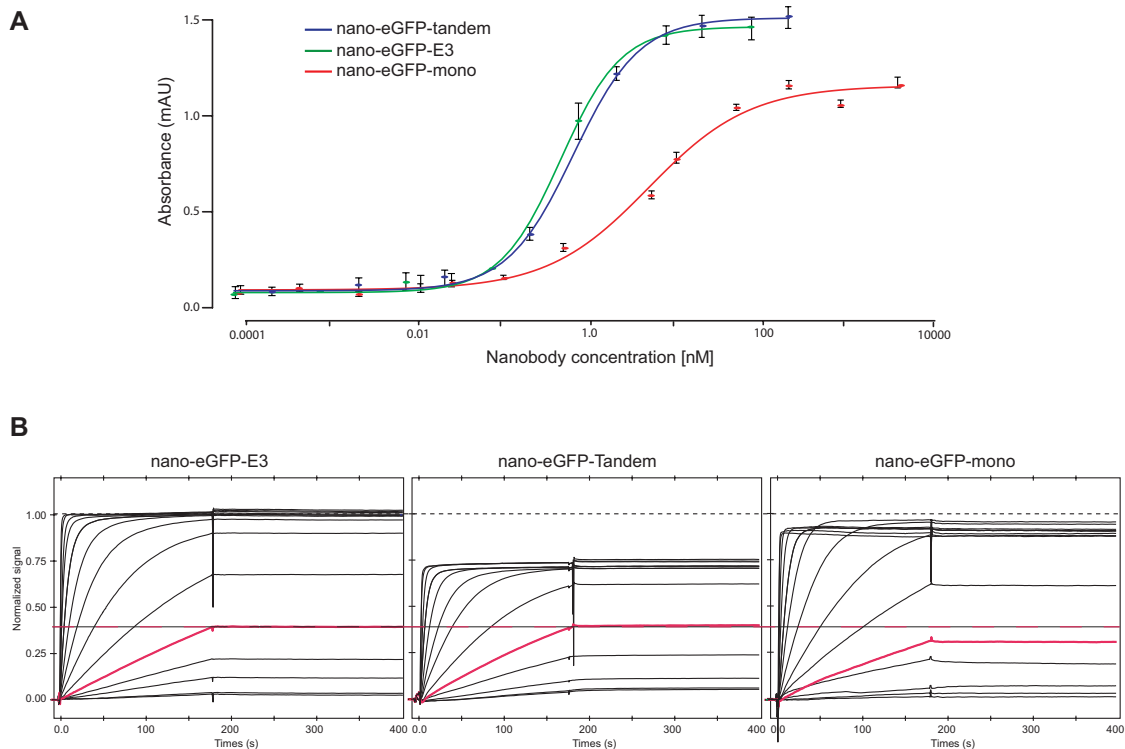 A
nano-eGFP-tandem
nano-eGFP-E3
nano-eGFP-mono
Absorbance (mAU)
1.5
1.0
0.5
0.0
0.0001 0.01 1.0 100 10000
Nanobody concentration [nM]
B
nano-eGFP-E3 nano-eGFP-Tandem nano-eGFP-mono
Normalized signal
1.00
0.75
0.50
0.25
0.00
0 100 200 300 400 0 100 200 300 400 0 100 200 300 400
Times (s) Times (s) Times (s)